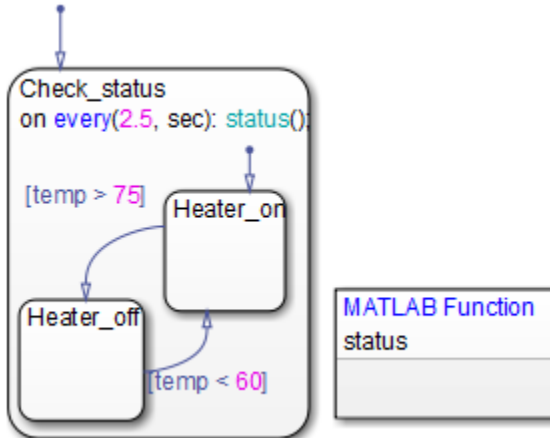 Check_status
on every(2.5, sec): status();
[temp > 75]
Heater_on
Heater_off
[temp < 60]
MATLAB Function
status